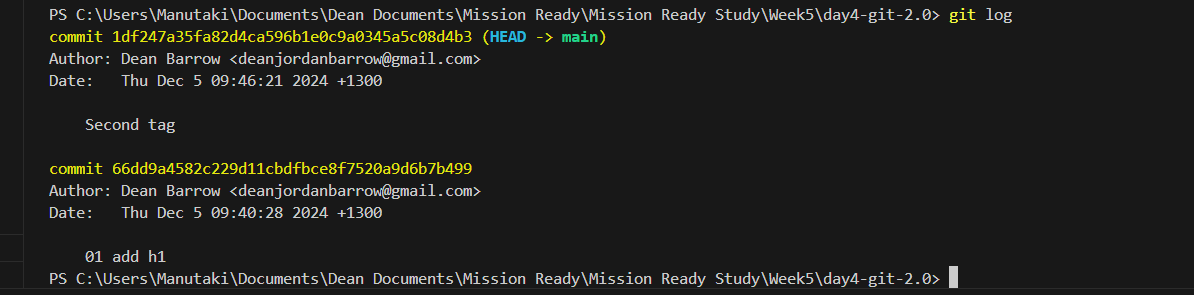 PS C:\Users\Manutaki\Documents\Dean Documents\Mission Ready\Mission Ready Study\Week5\day4-git-2.0> git log
commit 1df247a35fa82d4ca596b1e0c9a0345a5c08d4b3 (HEAD -> main)
Author: Dean Barrow <deanjordanbarrow@gmail.com>
Date:   Thu Dec 5 09:46:21 2024 +1300

    Second tag

commit 66dd9a4582c229d11cbdfbce8f7520a9d6b7b499
Author: Dean Barrow <deanjordanbarrow@gmail.com>
Date:   Thu Dec 5 09:40:28 2024 +1300

    01 add h1
PS C:\Users\Manutaki\Documents\Dean Documents\Mission Ready\Mission Ready Study\Week5\day4-git-2.0>